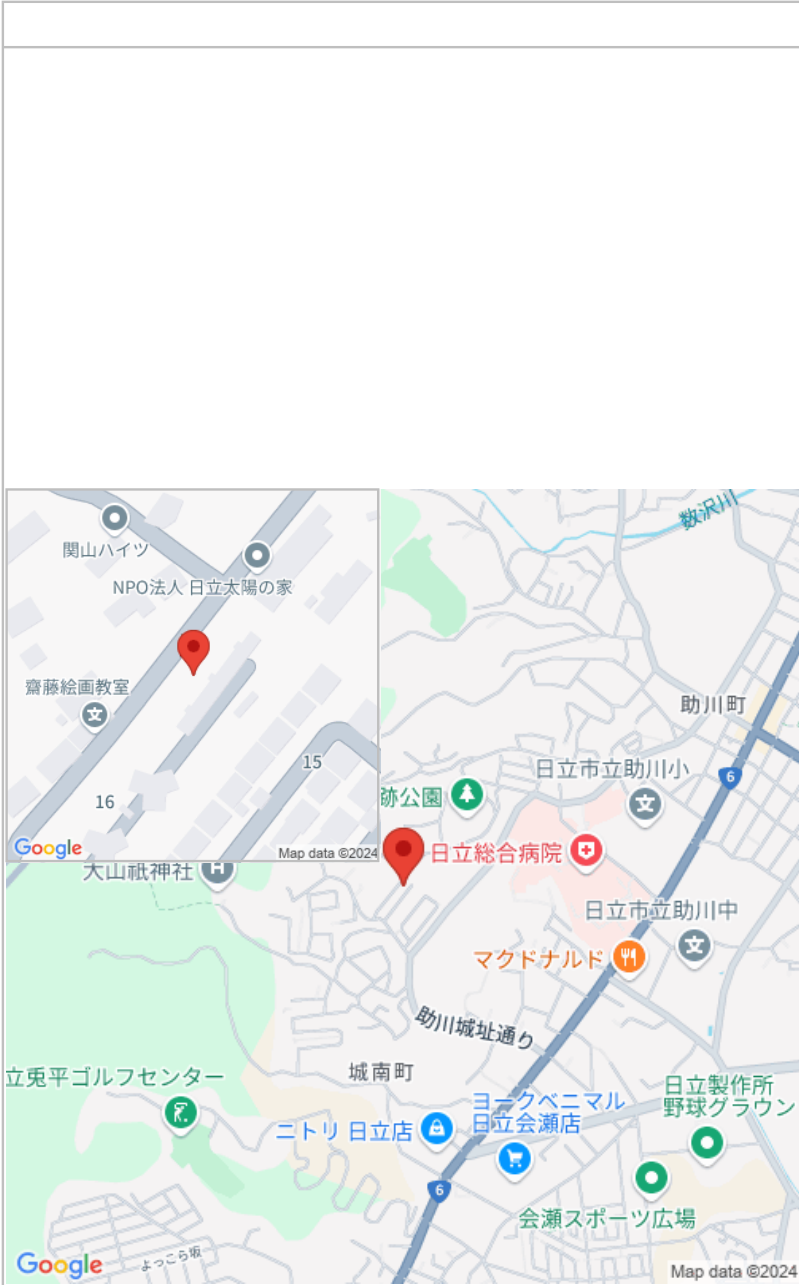 関山ハイツ
NPO法人 日立太陽の家
齋藤絵画教室
15
16
Google
Map data ©2024
数沢川
助川町
日立市立助川小
6
跡公園
日立総合病院
大山祇神社
日立市立助川中
マクドナルド
助川城址通り
城南町
立兎平ゴルフセンター
日立製作所
野球グラウン
ヨークベニマル
日立会瀬店
ニトリ 日立店
6
会瀬スポーツ広場
よっこら坂
Google
Map data ©2024